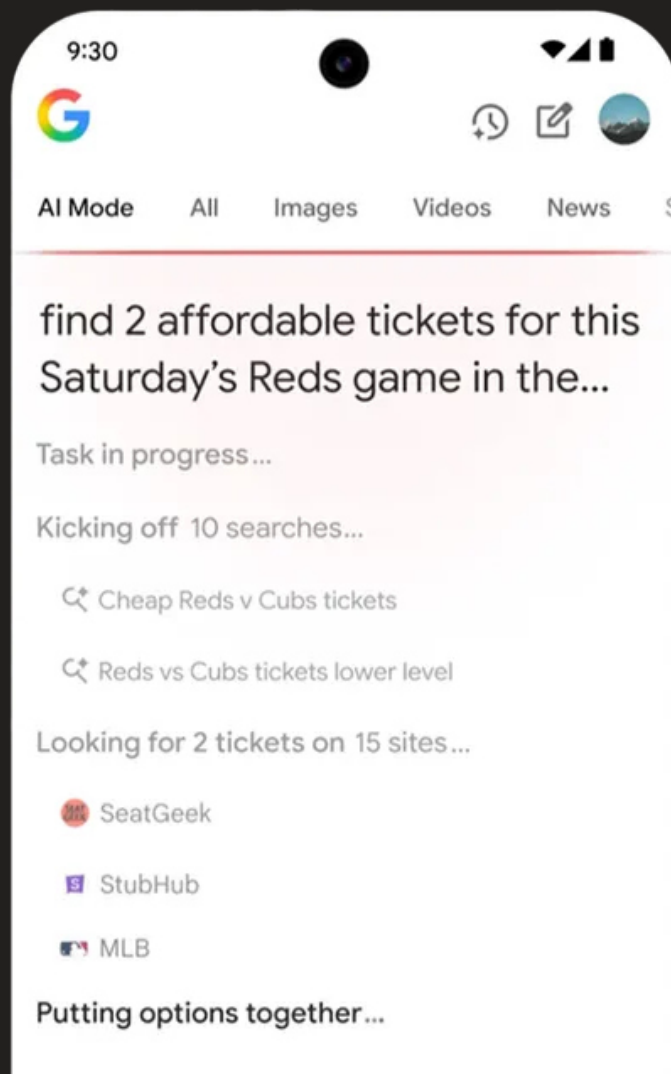 9:30
AI Mode All Images Videos News
find 2 affordable tickets for this
Saturday’s Reds game in the...
Task in progress...
Kicking off 10 searches...
Cheap Reds v Cubs tickets
Reds vs Cubs tickets lower level
Looking for 2 tickets on 15 sites...
SeatGeek
StubHub
MLB
Putting options together...